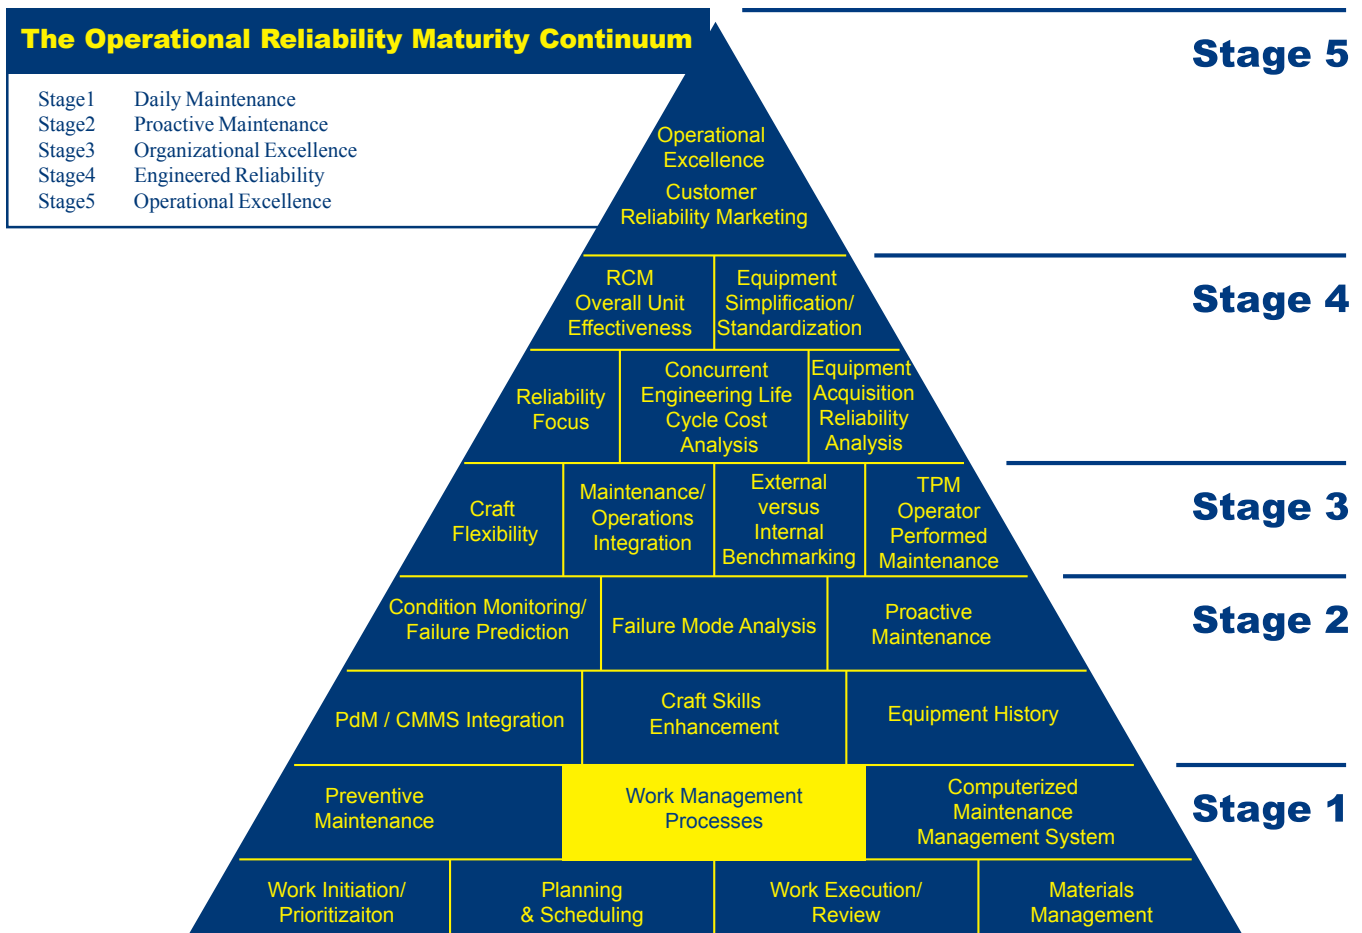 The Operational Reliability Maturity Continuum
Stage1 Daily Maintenance
Stage2 Proactive Maintenance
Stage3 Organizational Excellence
Stage4 Engineered Reliability
Stage5 Operational Excellence
Stage 5
Operational
Excellence
Customer
Reliability Marketing
Stage 4
RCM
Overall Unit
Effectiveness
Equipment
Simplification/
Standardization
Reliability
Focus
Concurrent
Engineering Life
Cycle Cost
Analysis
Equipment
Acquisition
Reliability
Analysis
Stage 3
Craft
Flexibility
Maintenance/
Operations
Integration
External
versus
Internal
Benchmarking
TPM
Operator
Performed
Maintenance
Stage 2
Condition Monitoring/
Failure Prediction
Failure Mode Analysis
Proactive
Maintenance
PdM / CMMS Integration
Craft Skills
Enhancement
Equipment History
Stage 1
Preventive
Maintenance
Work Management
Processes
Computerized
Maintenance
Management System
Work Initiation/
Prioritizaiton
Planning
& Scheduling
Work Execution/
Review
Materials
Management